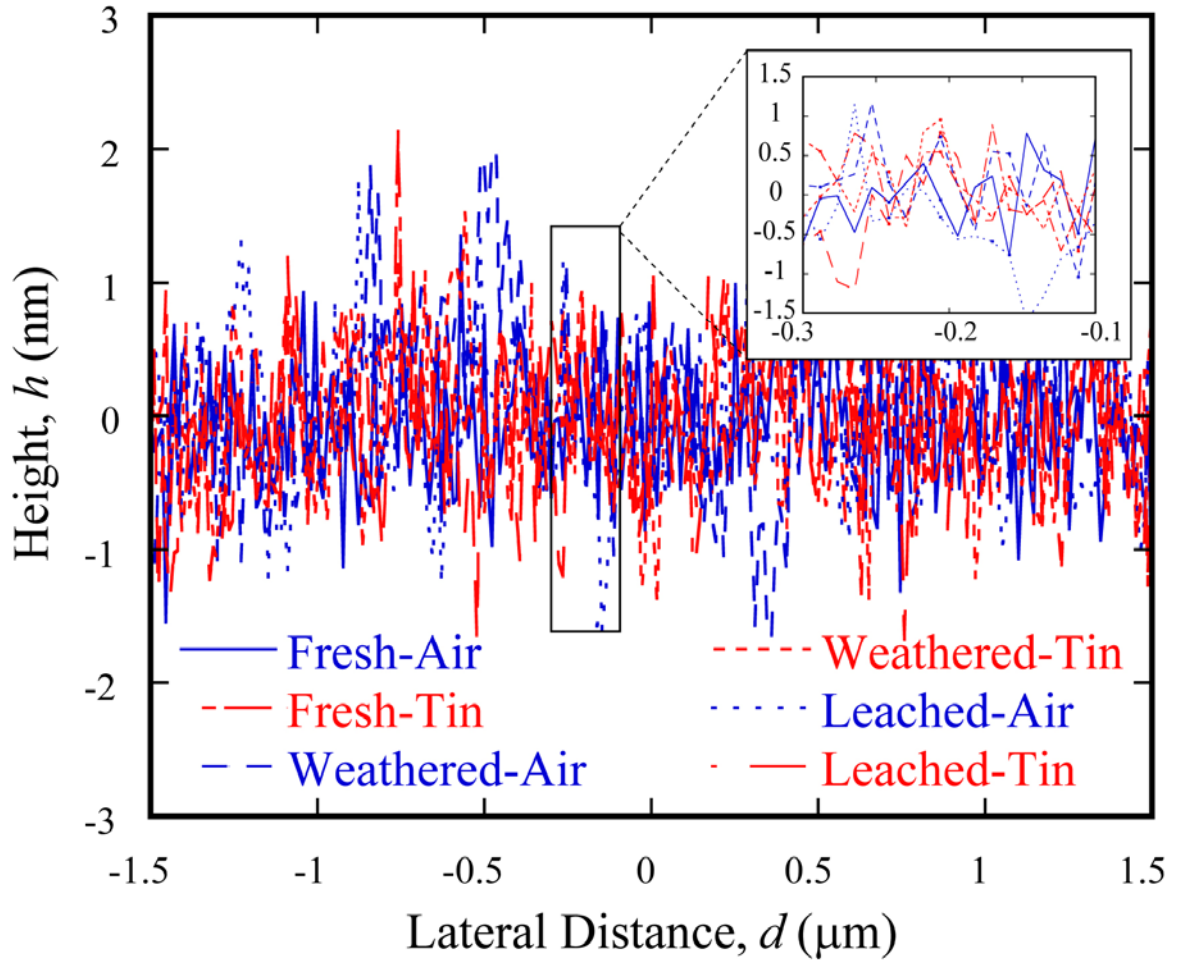 3
2
1
0
-1
-2
-3
Height, h (nm)
1.5
1
0.5
0
-0.5
-1
-1.5
-0.3 -0.2 -0.1
Fresh-Air
Fresh-Tin
Weathered-Air
Weathered-Tin
Leached-Air
Leached-Tin
-1.5 -1 -0.5 0 0.5 1 1.5
Lateral Distance, d (μm)